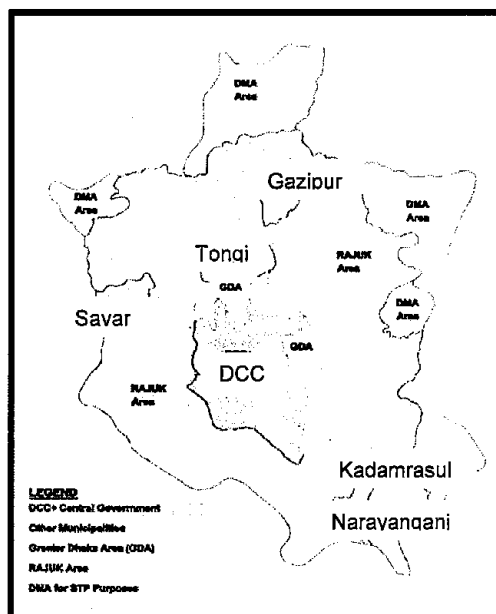 DMA
Area
Gazipur
DMA
Area
DMA
Area
Tongi
RAJUK
Area
GDA
DMA
Area
Savar
GDA
DCC
RAJUK
Area
Kadamrasul
Narayanganj
LEGEND
DCC+ Central Government
Other Municipalities
Greater Dhaka Area (GDA)
RAJUK Area
DMA for STP Purposes